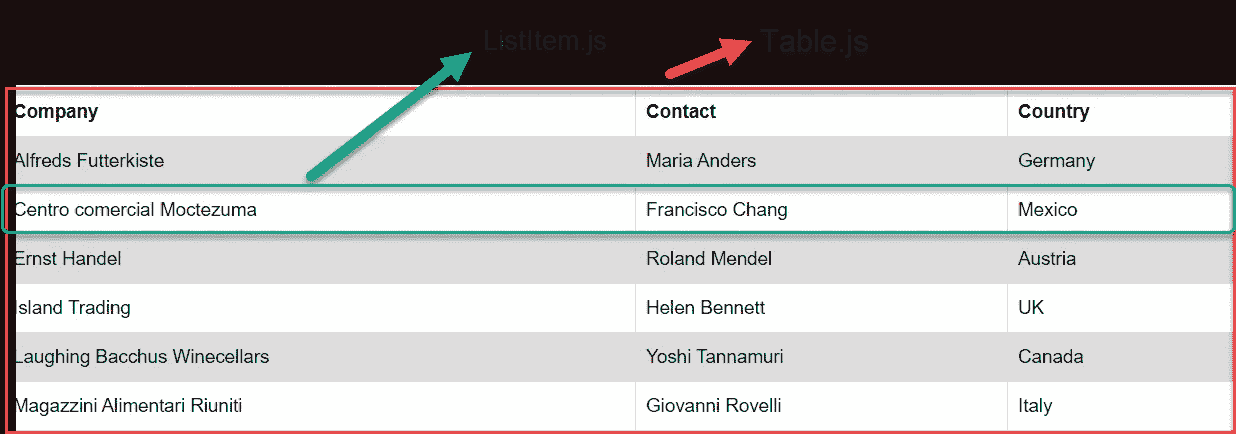 ListItem.js Table.js
Company Contact Country
Alfreds Futterkiste Maria Anders Germany
Centro comercial Moctezuma Francisco Chang Mexico
Ernst Handel Roland Mendel Austria
Island Trading Helen Bennett UK
Laughing Bacchus Winecellars Yoshi Tannamuri Canada
Magazzini Alimentari Riuniti Giovanni Rovelli Italy